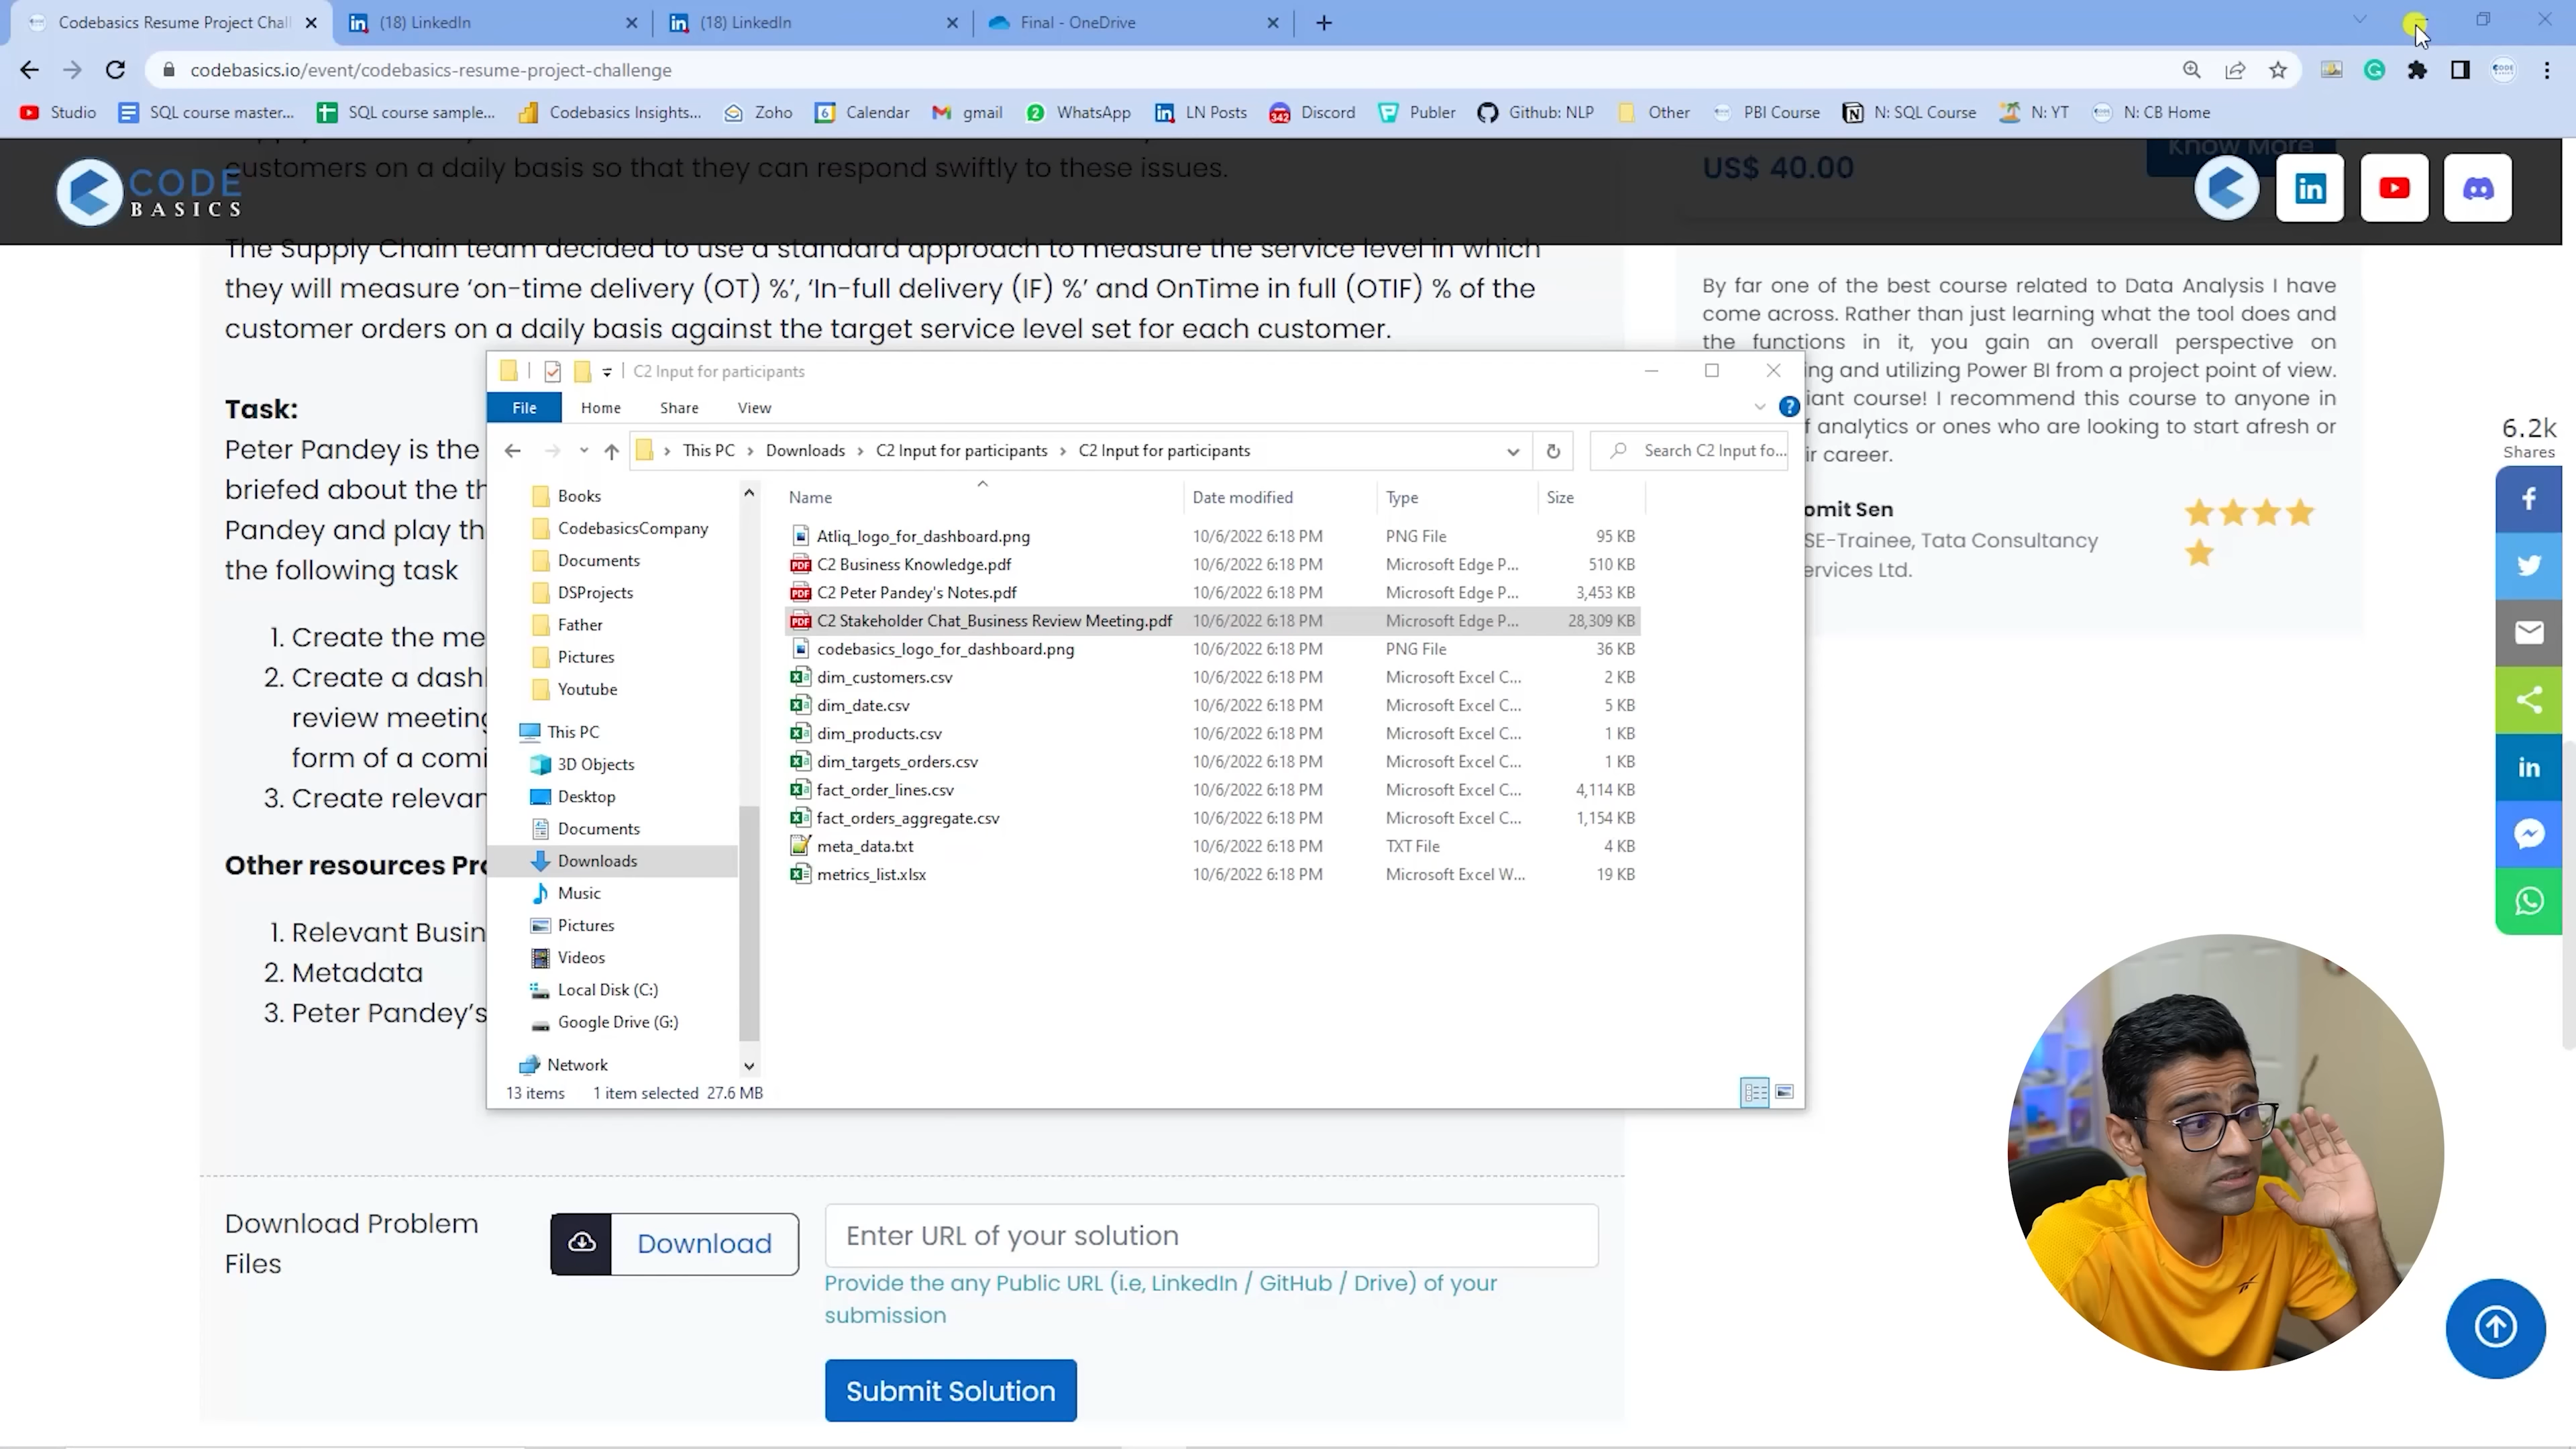 Codebasics Resume Project Chall
(18) LinkedIn
(18) LinkedIn
Final - OneDrive
codebasics.io/event/codebasics-resume-project-challenge
Studio
SQL course master...
SQL course sample...
Codebasics Insights...
Zoho
6
Calendar
gmail
2
WhatsApp
LN Posts
342
Discord
Publer
Github: NLP
Other
PBI Course
N: SQL Course
N: YT
N: CB Home
CODE
BASICS
customers on a daily basis so that they can respond swiftly to these issues.
US$ 40.00
Know More
The Supply Chain team decided to use a standard approach to measure the service level in which
they will measure ‘on-time delivery (OT) %’, ‘In-full delivery (IF) %’ and OnTime in full (OTIF) % of the
customer orders on a daily basis against the target service level set for each customer.
Task:
Peter Pandey is the
briefed about the th
Pandey and play th
the following task
1. Create the me
2. Create a dash
review meeting
form of a comi
3. Create relevan
Other resources Pro
1. Relevant Busin
2. Metadata
3. Peter Pandey’s
C2 Input for participants
File
Home
Share
View
This PC > Downloads > C2 Input for participants > C2 Input for participants
Search C2 Input fo...
Books
CodebasicsCompany
Documents
DSProjects
Father
Pictures
Youtube
This PC
3D Objects
Desktop
Documents
Downloads
Music
Pictures
Videos
Local Disk (C:)
Google Drive (G:)
Network
Name Date modified Type Size
Atliq_logo_for_dashboard.png 10/6/2022 6:18 PM PNG File 95 KB
PDF C2 Business Knowledge.pdf 10/6/2022 6:18 PM Microsoft Edge P... 510 KB
PDF C2 Peter Pandey's Notes.pdf 10/6/2022 6:18 PM Microsoft Edge P... 3,453 KB
PDF C2 Stakeholder Chat_Business Review Meeting.pdf 10/6/2022 6:18 PM Microsoft Edge P... 28,309 KB
codebasics_logo_for_dashboard.png 10/6/2022 6:18 PM PNG File 36 KB
dim_customers.csv 10/6/2022 6:18 PM Microsoft Excel C... 2 KB
dim_date.csv 10/6/2022 6:18 PM Microsoft Excel C... 5 KB
dim_products.csv 10/6/2022 6:18 PM Microsoft Excel C... 1 KB
dim_targets_orders.csv 10/6/2022 6:18 PM Microsoft Excel C... 1 KB
fact_order_lines.csv 10/6/2022 6:18 PM Microsoft Excel C... 4,114 KB
fact_orders_aggregate.csv 10/6/2022 6:18 PM Microsoft Excel C... 1,154 KB
meta_data.txt 10/6/2022 6:18 PM TXT File 4 KB
metrics_list.xlsx 10/6/2022 6:18 PM Microsoft Excel W... 19 KB
13 items 1 item selected 27.6 MB
By far one of the best course related to Data Analysis I have
come across. Rather than just learning what the tool does and
the functions in it, you gain an overall perspective on
ing and utilizing Power BI from a project point of view.
iant course! I recommend this course to anyone in
f analytics or ones who are looking to start afresh or
ir career.
omit Sen
SE-Trainee, Tata Consultancy
ervices Ltd.
6.2k
Shares
Download Problem
Files
Download
Enter URL of your solution
Provide the any Public URL (i.e, LinkedIn / GitHub / Drive) of your
submission
Submit Solution